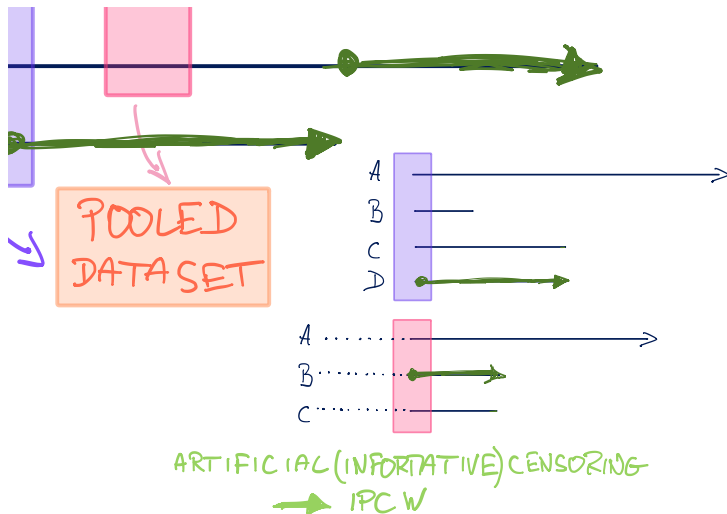 POOLED
DATASET
A
B
C
D
A
B
C
ARTIFICIAL (INFORTATIVE) CENSORING
IPCW